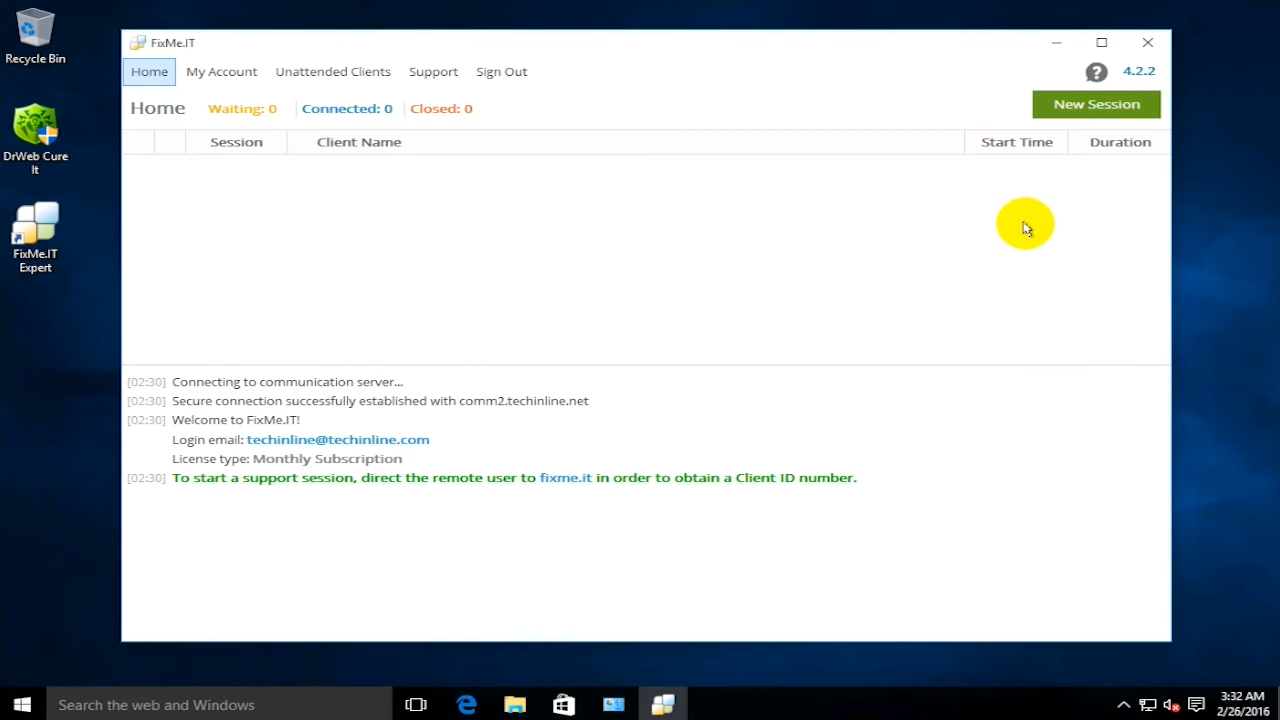 Recycle Bin
DrWeb Cure
It
FixMe.IT
Expert
FixMe.IT
Home My Account Unattended Clients Support Sign Out 4.2.2
Home Waiting: 0 Connected: 0 Closed: 0 New Session
Session Client Name Start Time Duration
[02:30] Connecting to communication server...
[02:30] Secure connection successfully established with comm2.techinline.net
[02:30] Welcome to FixMe.IT!
Login email: techinline@techinline.com
License type: Monthly Subscription
[02:30] To start a support session, direct the remote user to fixme.it in order to obtain a Client ID number.
Search the web and Windows
3:32 AM
2/26/2016